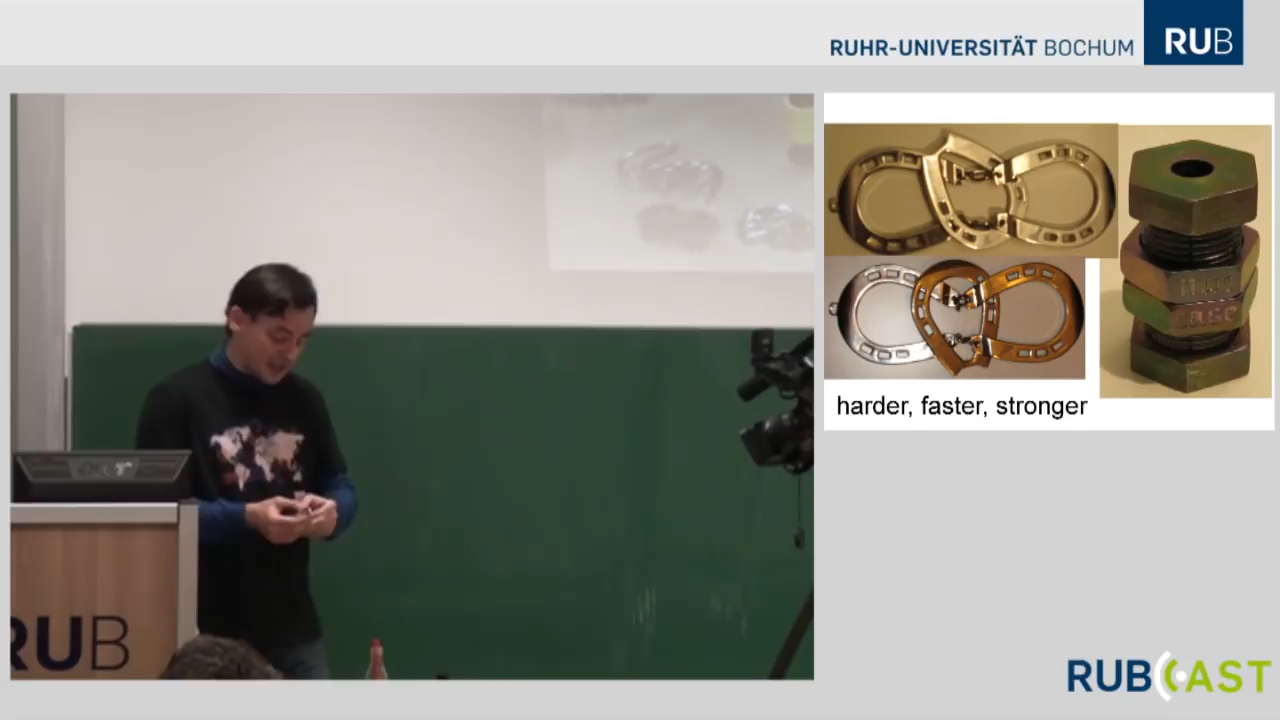 RUHR-UNIVERSITÄT BOCHUM
RUB
harder, faster, stronger
RUB
RUBCAST